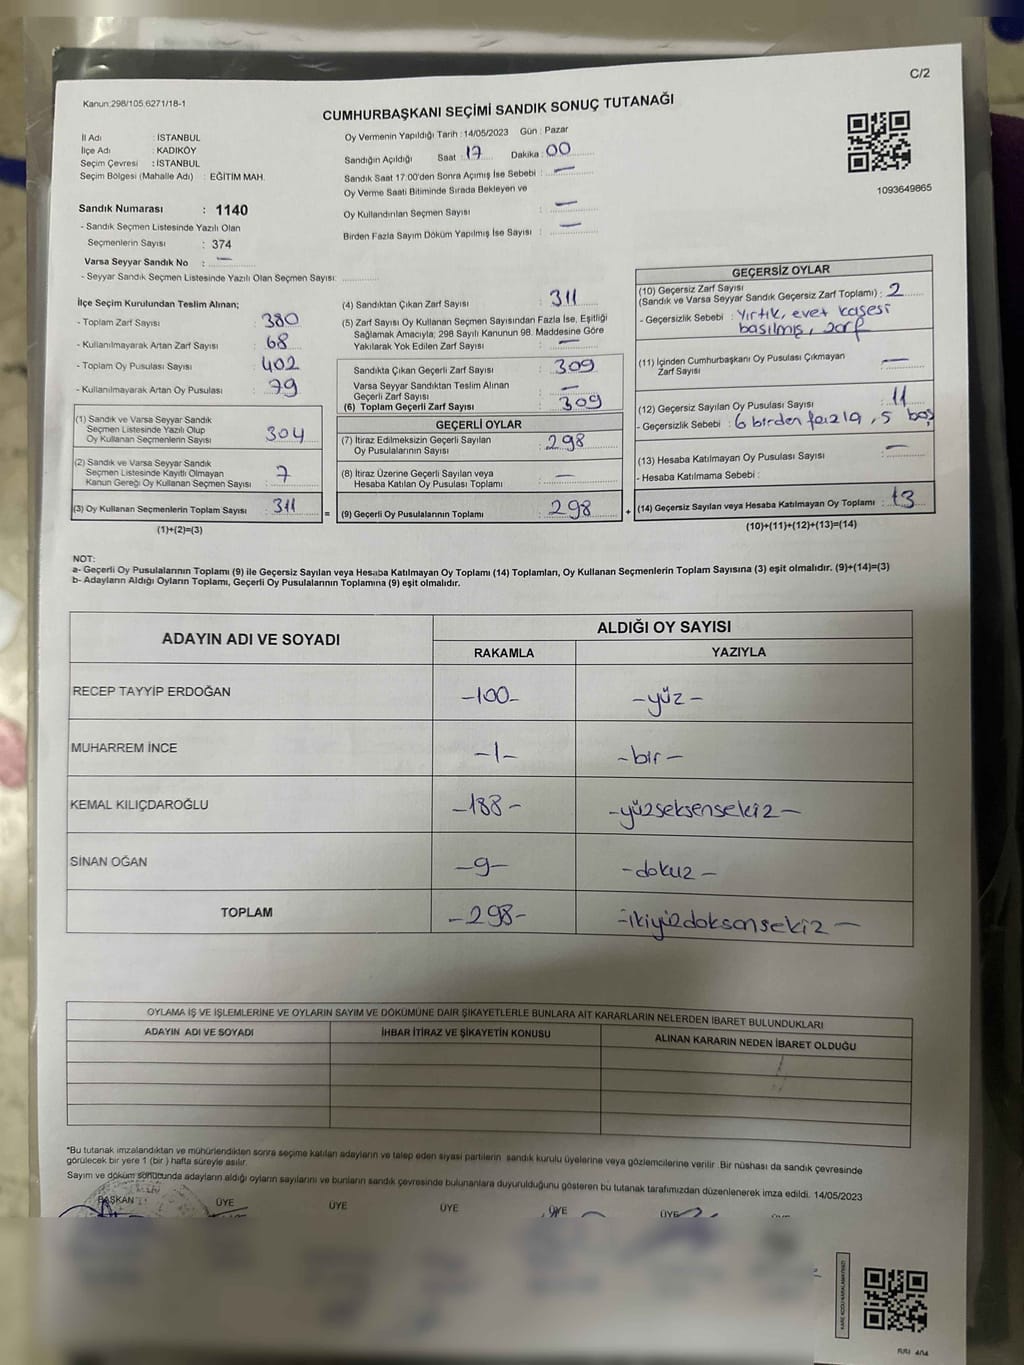 C/2
Kanun:298/105.6271/18-1
CUMHURBAŞKANI SEÇİMİ SANDIK SONUÇ TUTANAĞI
İl Adı : İSTANBUL
İlçe Adı : KADIKÖY
Seçim Çevresi : İSTANBUL
Seçim Bölgesi (Mahalle Adı) : EĞİTİM MAH.
Sandık Numarası : 1140
- Sandık Seçmen Listesinde Yazılı Olan
Seçmenlerin Sayısı : 374
Varsa Seyyar Sandık No : —
- Seyyar Sandık Seçmen Listesinde Yazılı Olan Seçmen Sayısı:
Oy Vermenin Yapıldığı Tarih : 14/05/2023 Gün : Pazar
Sandığın Açıldığı Saat : 17 Dakika : 00
Sandık Saat 17:00'den Sonra Açımış İse Sebebi : —
Oy Verme Saati Bitiminde Sırada Bekleyen ve
Oy Kullandırılan Seçmen Sayısı : —
Birden Fazla Sayım Döküm Yapılmış İse Sayısı : —
1093649865
İlçe Seçim Kurulundan Teslim Alınan;
- Toplam Zarf Sayısı : 380
- Kullanılmayarak Artan Zarf Sayısı : 68
- Toplam Oy Pusulası Sayısı : 402
- Kullanılmayarak Artan Oy Pusulası : 79
(1) Sandık ve Varsa Seyyar Sandık
Seçmen Listesinde Yazılı Olup
Oy Kullanan Seçmenlerin Sayısı : 304
(2) Sandık ve Varsa Seyyar Sandık
Seçmen Listesinde Kayıtlı Olmayan
Kanun Gereği Oy Kullanan Seçmen Sayısı : 7
(3) Oy Kullanan Seçmenlerin Toplam Sayısı : 311 =
(1)+(2)=(3)
(4) Sandıktan Çıkan Zarf Sayısı : 311
(5) Zarf Sayısı Oy Kullanan Seçmen Sayısından Fazla İse, Eşitliği
Sağlamak Amacıyla; 298 Sayılı Kanunun 98. Maddesine Göre
Yakılarak Yok Edilen Zarf Sayısı : —
Sandıkta Çıkan Geçerli Zarf Sayısı : 309
Varsa Seyyar Sandıktan Teslim Alınan
Geçerli Zarf Sayısı : —
(6) Toplam Geçerli Zarf Sayısı : 309
GEÇERLİ OYLAR
(7) İtiraz Edilmeksizin Geçerli Sayılan
Oy Pusulalarının Sayısı : 298
(8) İtiraz Üzerine Geçerli Sayılan veya
Hesaba Katılan Oy Pusulası Toplamı : —
(9) Geçerli Oy Pusulalarının Toplamı : 298 +
GEÇERSİZ OYLAR
(10) Geçersiz Zarf Sayısı
(Sandık ve Varsa Seyyar Sandık Geçersiz Zarf Toplamı) : 2
- Geçersizlik Sebebi : Yırtık, evet kaşesi
basılmış, zarf
(11) İçinden Cumhurbaşkanı Oy Pusulası Çıkmayan
Zarf Sayısı : —
(12) Geçersiz Sayılan Oy Pusulası Sayısı : 11
- Geçersizlik Sebebi : 6 birden fazla, 5 boş
(13) Hesaba Katılmayan Oy Pusulası Sayısı : —
- Hesaba Katılmama Sebebi :
(14) Geçersiz Sayılan veya Hesaba Katılmayan Oy Toplamı : 13
(10)+(11)+(12)+(13)=(14)
NOT:
a- Geçerli Oy Pusulalarının Toplamı (9) ile Geçersiz Sayılan veya Hesaba Katılmayan Oy Toplamı (14) Toplamları, Oy Kullanan Seçmenlerin Toplam Sayısına (3) eşit olmalıdır. (9)+(14)=(3)
b- Adayların Aldığı Oyların Toplamı, Geçerli Oy Pusulalarının Toplamına (9) eşit olmalıdır.
ADAYIN ADI VE SOYADI ALDIĞI OY SAYISI
RAKAMLA YAZIYLA
RECEP TAYYİP ERDOĞAN -100- -yüz-
MUHARREM İNCE -1- -bir-
KEMAL KILIÇDAROĞLU -188- -yüzseksensekiz-
SİNAN OĞAN -9- -dokuz-
TOPLAM -298- -ikiyüzdoksansekiz-
OYLAMA İŞ VE İŞLEMLERİNE VE OYLARIN SAYIM VE DÖKÜMÜNE DAİR ŞİKAYETLERLE BUNLARA AİT KARARLARIN NELERDEN İBARET BULUNDUKLARI
ADAYIN ADI VE SOYADI İHBAR İTİRAZ VE ŞİKAYETİN KONUSU ALINAN KARARIN NEDEN İBARET OLDUĞU
*Bu tutanak imzalandıktan ve mühürlendikten sonra seçime katılan adayların ve talep eden siyasi partilerin sandık kurulu üyelerine veya gözlemcilerine verilir. Bir nüshası da sandık çevresinde
görülecek bir yere 1 (bir) hafta süreyle asılır.
Sayım ve döküm sonucunda adayların aldığı oyların sayılarını ve bunların sandık çevresinde bulunanlara duyurulduğunu gösteren bu tutanak tarafımızdan düzenlenerek imza edildi. 14/05/2023
BAŞKAN ÜYE ÜYE ÜYE ÜYE ÜYE